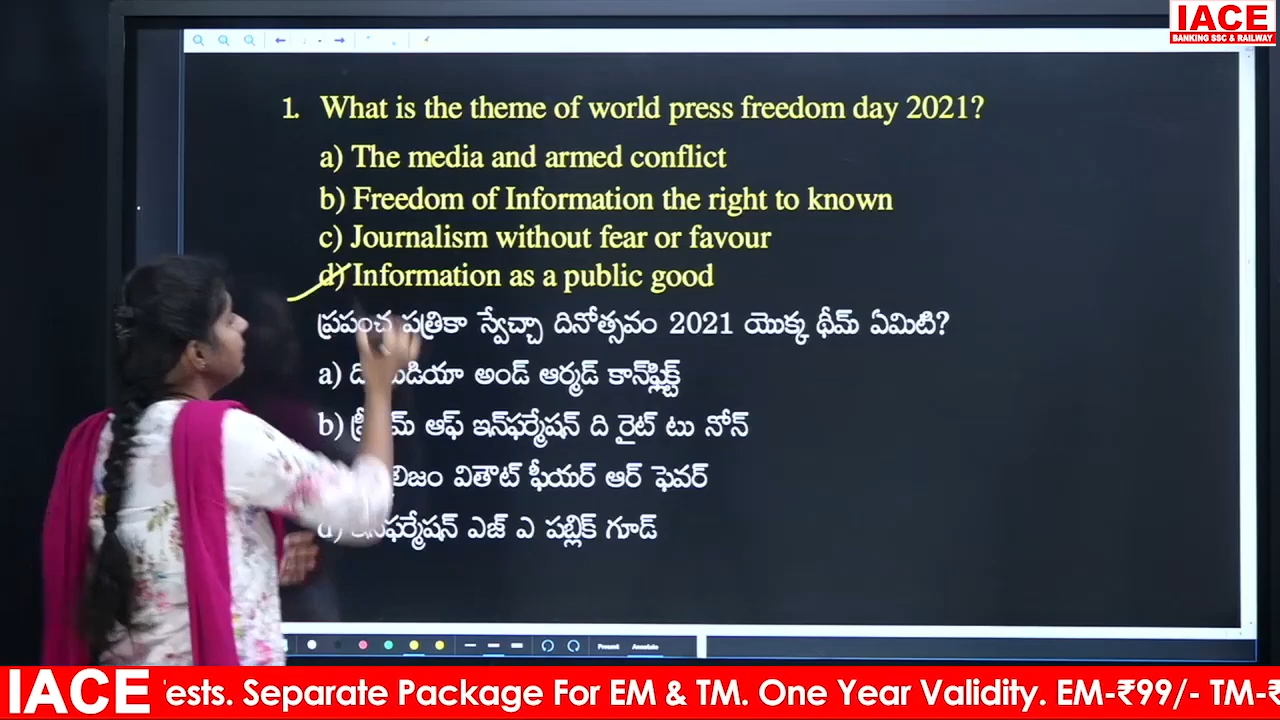 IACE
BANKING SSC & RAILWAY
1. What is the theme of world press freedom day 2021?
a) The media and armed conflict
b) Freedom of Information the right to known
c) Journalism without fear or favour
d) Information as a public good
ప్రపంచ పత్రికా స్వేచ్ఛా దినోత్సవం 2021 యొక్క థీమ్ ఏమిటి?
a) అండ్ ఆర్మడ్ కాన్ఫ్లిక్ట్
b) ఆఫ్ ఇన్ఫర్మేషన్ ది రైట్ టు నోన్
వితౌట్ ఫీయర్ ఆర్ ఫెవర్
ఎజ్ ఎ పబ్లిక్ గూడ్
Present Annotate
IACE ests. Separate Package For EM & TM. One Year Validity. EM-₹99/- TM-₹